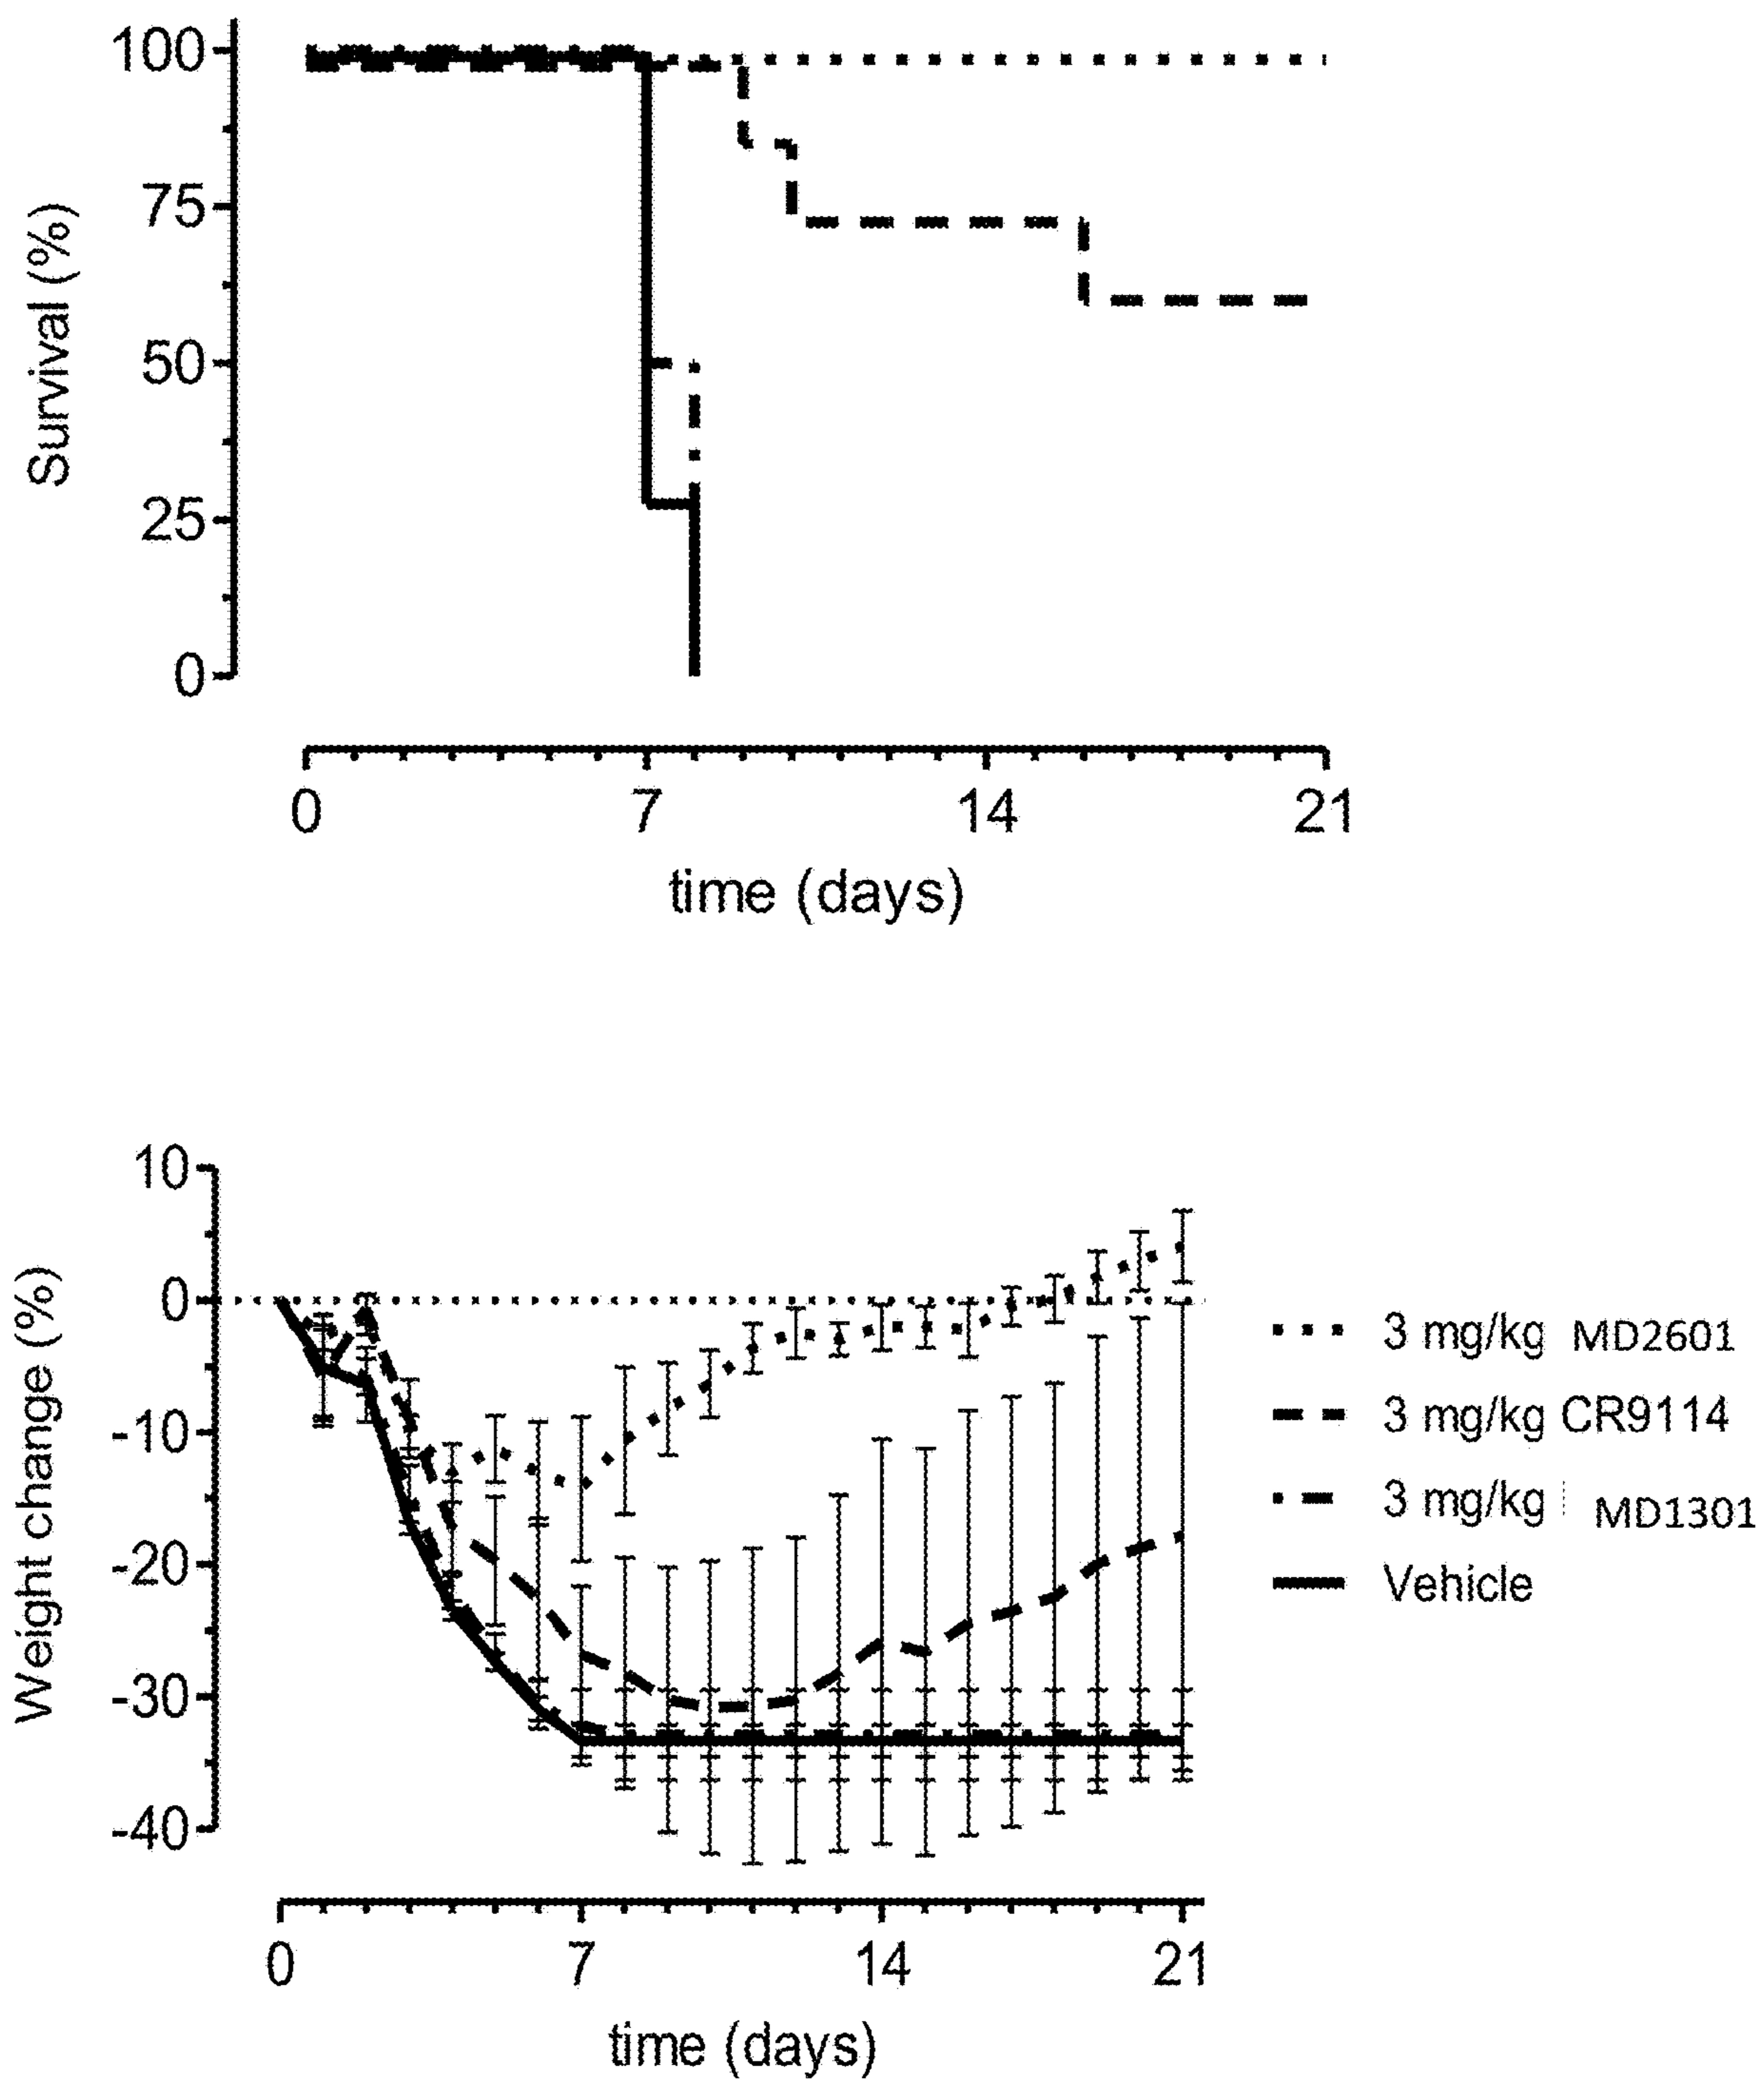 100
75
50
25
0
Survival (%)
0 7 14 21
time (days)
10
0
-10
-20
-30
-40
Weight change (%)
0 7 14 21
time (days)
3 mg/kg MD2601
3 mg/kg CR9114
3 mg/kg MD1301
Vehicle